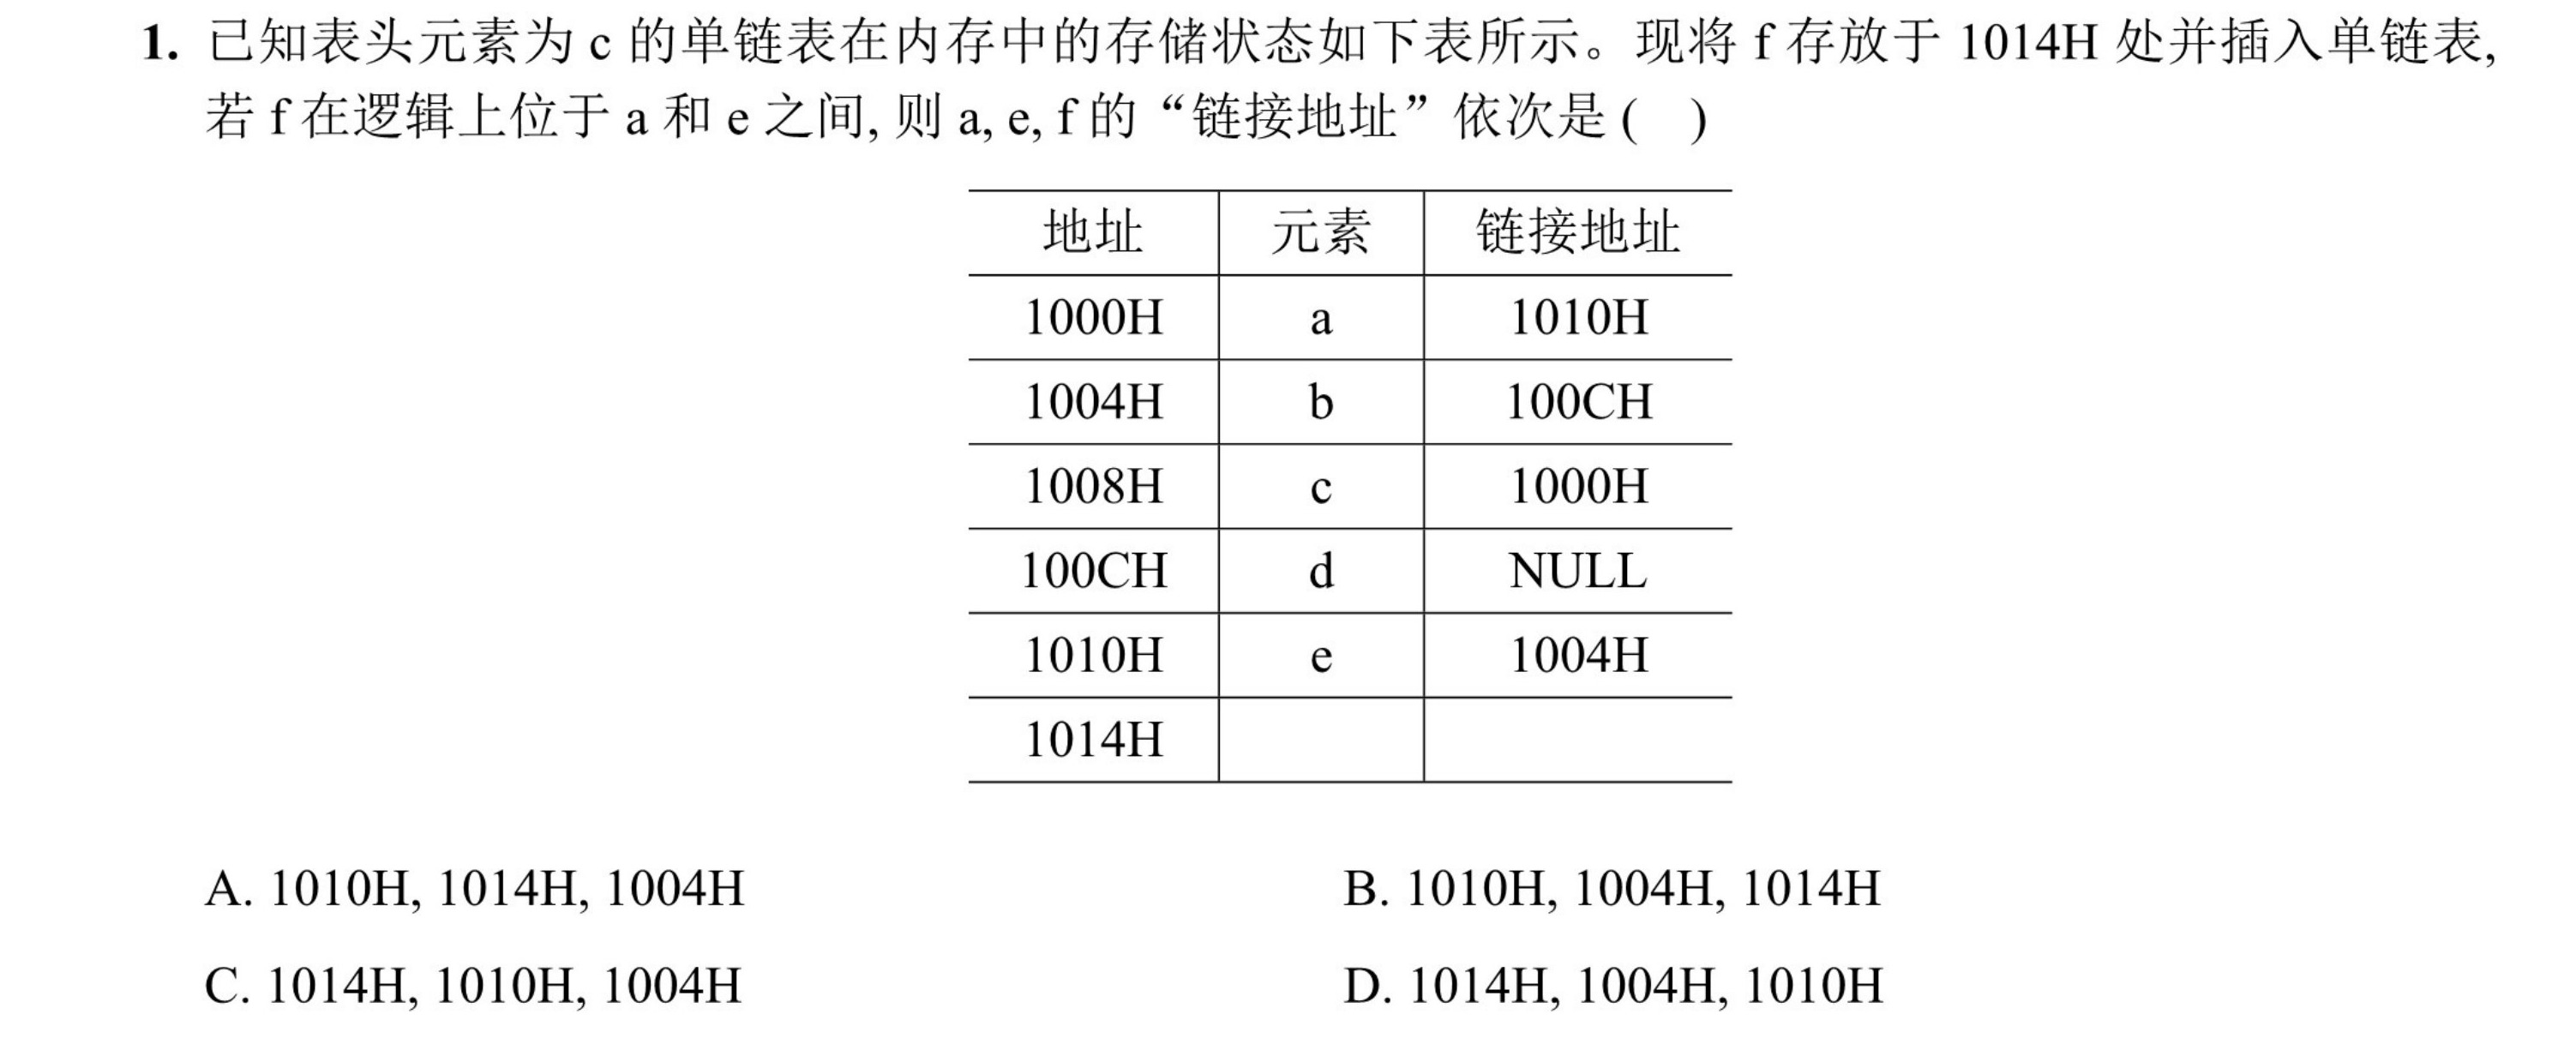 1. 已知表头元素为 c 的单链表在内存中的存储状态如下表所示。现将 f 存放于 1014H 处并插入单链表,
若 f 在逻辑上位于 a 和 e 之间, 则 a, e, f 的“链接地址”依次是 (    )
地址 元素 链接地址
1000H a 1010H
1004H b 100CH
1008H c 1000H
100CH d NULL
1010H e 1004H
1014H
A. 1010H, 1014H, 1004H B. 1010H, 1004H, 1014H
C. 1014H, 1010H, 1004H D. 1014H, 1004H, 1010H